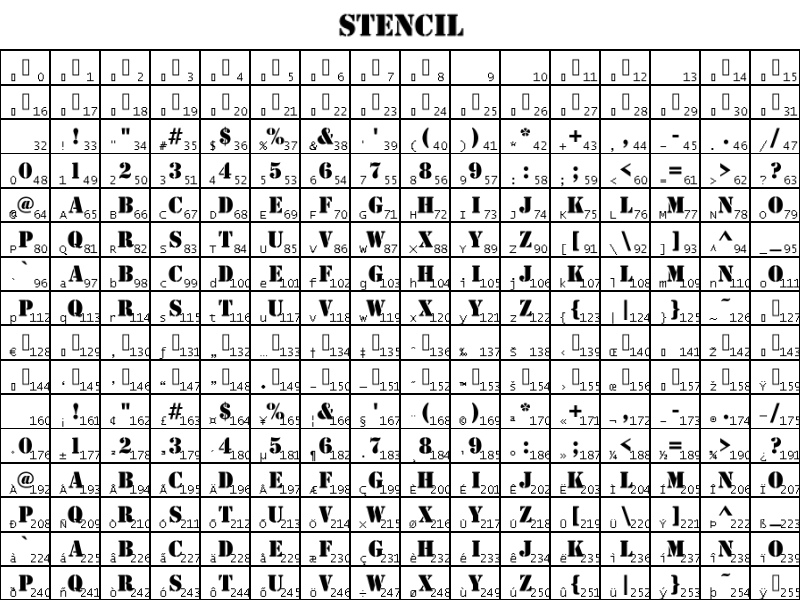 STENCIL
0 1 2 3 4 5 6 7 8 9 10 11 12 13 14 15
16 17 18 19 20 21 22 23 24 25 26 27 28 29 30 31
32 ! ! 33 " " 34 # # 35 $ $ 36 % % 37 & & 38 ' ' 39 ( ( 40 ) ) 41 * * 42 + + 43 , , 44 - - 45 . . 46 / / 47
0 0 48 1 1 49 2 2 50 3 3 51 4 4 52 5 5 53 6 6 54 7 7 55 8 8 56 9 9 57 : : 58 ; ; 59 < < 60 = = 61 > > 62 ? ? 63
@ @ 64 A A 65 B B 66 C C 67 D D 68 E E 69 F F 70 G G 71 H H 72 I I 73 J J 74 K K 75 L L 76 M M 77 N N 78 O O 79
P P 80 Q Q 81 R R 82 S S 83 T T 84 U U 85 V V 86 W W 87 X X 88 Y Y 89 Z Z 90 [ [ 91 \ \ 92 ] ] 93 ^ ^ 94 _ _ 95
` ` 96 a A 97 b B 98 c C 99 d D 100 e E 101 f F 102 g G 103 h H 104 i I 105 j J 106 k K 107 l L 108 m M 109 n N 110 o O 111
p P 112 q Q 113 r R 114 s S 115 t T 116 u U 117 v V 118 w W 119 x X 120 y Y 121 z Z 122 { { 123 | | 124 } } 125 ~ ~ 126 127
€ 128 129 ‚ 130 ƒ 131 „ 132 … 133 † 134 ‡ 135 ˆ 136 ‰ 137 Š 138 ‹ 139 Œ 140 141 Ž 142 143
144 ‘ 145 ’ 146 “ 147 ” 148 • 149 – 150 — 151 ˜ 152 ™ 153 š 154 › 155 œ 156 157 ž 158 Ÿ 159
160 ¡ ! 161 ¢ " 162 £ # 163 ¤ $ 164 ¥ % 165 ¦ & 166 § ' 167 ¨ ( 168 © ) 169 ª * 170 « + 171 ¬ , 172 - - 173 ® . 174 ¯ / 175
° 0 176 ± 1 177 ² 2 178 ³ 3 179 ´ 4 180 µ 5 181 ¶ 6 182 · 7 183 ¸ 8 184 ¹ 9 185 º : 186 » ; 187 ¼ < 188 ½ = 189 ¾ > 190 ¿ ? 191
À @ 192 Á A 193 Â B 194 Ã C 195 Ä D 196 Å E 197 Æ F 198 Ç G 199 È H 200 É I 201 Ê J 202 Ë K 203 Ì L 204 Í M 205 Î N 206 Ï O 207
Ð P 208 Ñ Q 209 Ò R 210 Ó S 211 Ô T 212 Õ U 213 Ö V 214 × W 215 Ø X 216 Ù Y 217 Ú Z 218 Û [ 219 Ü \ 220 Ý ] 221 Þ ^ 222 ß _ 223
à ` 224 á A 225 â B 226 ã C 227 ä D 228 å E 229 æ F 230 ç G 231 è H 232 é I 233 ê J 234 ë K 235 ì L 236 í M 237 î N 238 ï O 239
ð P 240 ñ Q 241 ò R 242 ó S 243 ô T 244 õ U 245 ö V 246 ÷ W 247 ø X 248 ù Y 249 ú Z 250 û { 251 ü | 252 ý } 253 þ ~ 254 ÿ 255